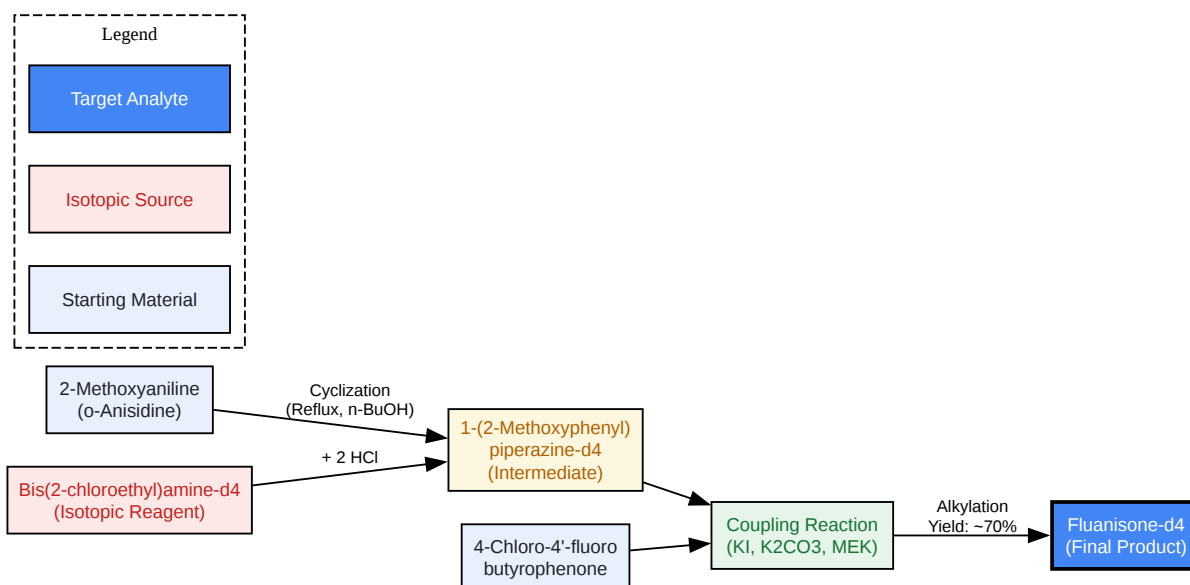 Legend
Target Analyte
Isotopic Source
Starting Material
2-Methoxyaniline
(o-Anisidine)
Cyclization
(Reflux, n-BuOH)
Bis(2-chloroethyl)amine-d4
(Isotopic Reagent)
+ 2 HCl
1-(2-Methoxyphenyl)
piperazine-d4
(Intermediate)
4-Chloro-4'-fluoro
butyrophenone
Coupling Reaction
(KI, K2CO3, MEK)
Alkylation
Yield: ~70%
Fluanisone-d4
(Final Product)